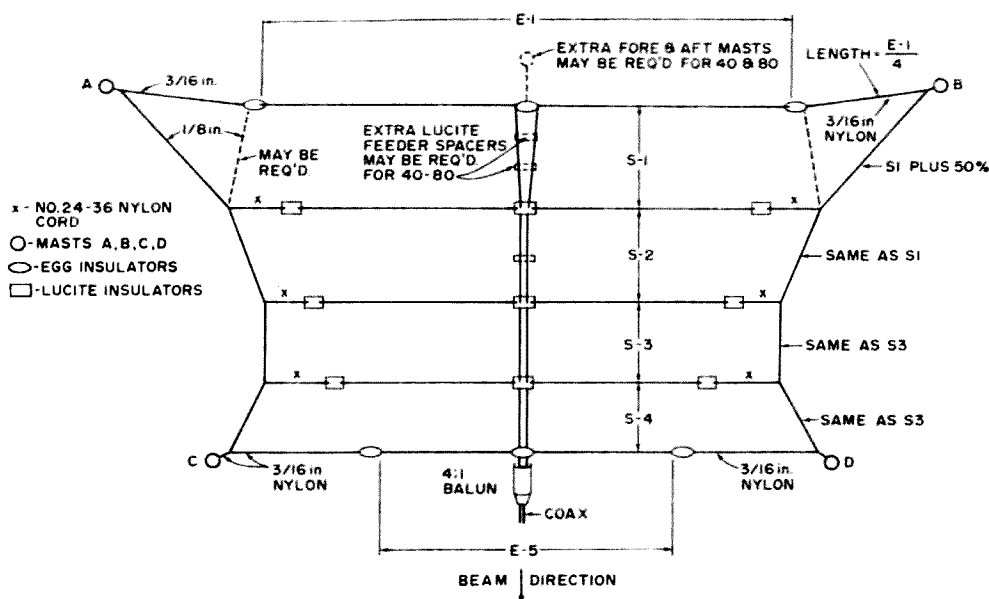 E-1
EXTRA FORE & AFT MASTS
MAY BE REQ'D FOR 40 & 80
LENGTH = E-1
4
A
3/16 in.
B
3/16 in.
NYLON
1/8 in.
MAY BE
REQ'D
EXTRA LUCITE
FEEDER SPACERS
MAY BE REQ'D.
FOR 40-80
S-1
S1 PLUS 50%
x - NO. 24-36 NYLON
CORD
-MASTS A,B,C,D
-EGG INSULATORS
-LUCITE INSULATORS
x
x
S-2
SAME AS S1
x
x
S-3
SAME AS S3
x
x
S-4
SAME AS S3
C
3/16 in
NYLON
4:1
BALUN
3/16 in.
NYLON
D
COAX
E-5
BEAM DIRECTION